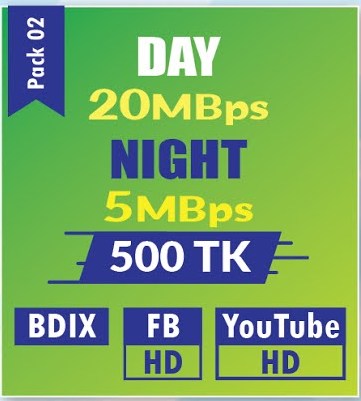 Pack 02
DAY
20MBps
NIGHT
5MBps
500 TK
BDIX
FB
HD
YouTube
HD